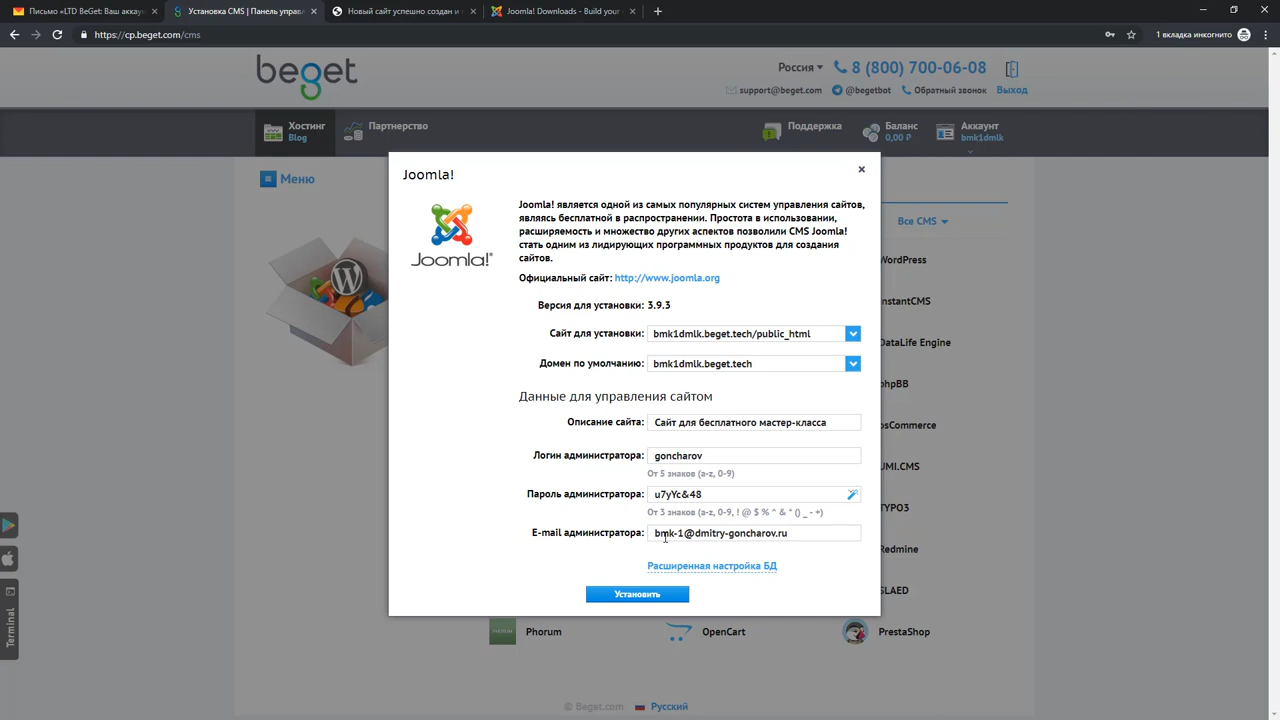 Письмо «LTD BeGet: Ваш аккаун
Установка CMS | Панель управл
Новый сайт успешно создан и
Joomla! Downloads - Build your
https://cp.beget.com/cms
1 вкладка инкогнито
beget
Россия
8 (800) 700-06-08
support@beget.com
@begetbot
Обратный звонок
Выход
Хостинг
Blog
Партнерство
Поддержка
Баланс
0,00 ₽
Аккаунт
bmk1dmlk
Меню
Все CMS
Joomla!
Joomla!
Joomla! является одной из самых популярных систем управления сайтов,
являясь бесплатной в распространении. Простота в использовании,
расширяемость и множество других аспектов позволили CMS Joomla!
стать одним из лидирующих программных продуктов для создания
сайтов.
Официальный сайт: http://www.joomla.org
Версия для установки: 3.9.3
Сайт для установки: bmk1dmlk.beget.tech/public_html
Домен по умолчанию: bmk1dmlk.beget.tech
Данные для управления сайтом
Описание сайта: Сайт для бесплатного мастер-класса
Логин администратора: goncharov
От 5 знаков (a-z, 0-9)
Пароль администратора: u7yYc&48
От 3 знаков (a-z, 0-9, ! @ $ % ^ & * () _ - +)
E-mail администратора: bmk-1@dmitry-goncharov.ru
Расширенная настройка БД
Установить
WordPress
nstantCMS
DataLife Engine
phpBB
osCommerce
UMI.CMS
TYPO3
Redmine
SLAED
Phorum
OpenCart
PrestaShop
Terminal
© Beget.com
Русский